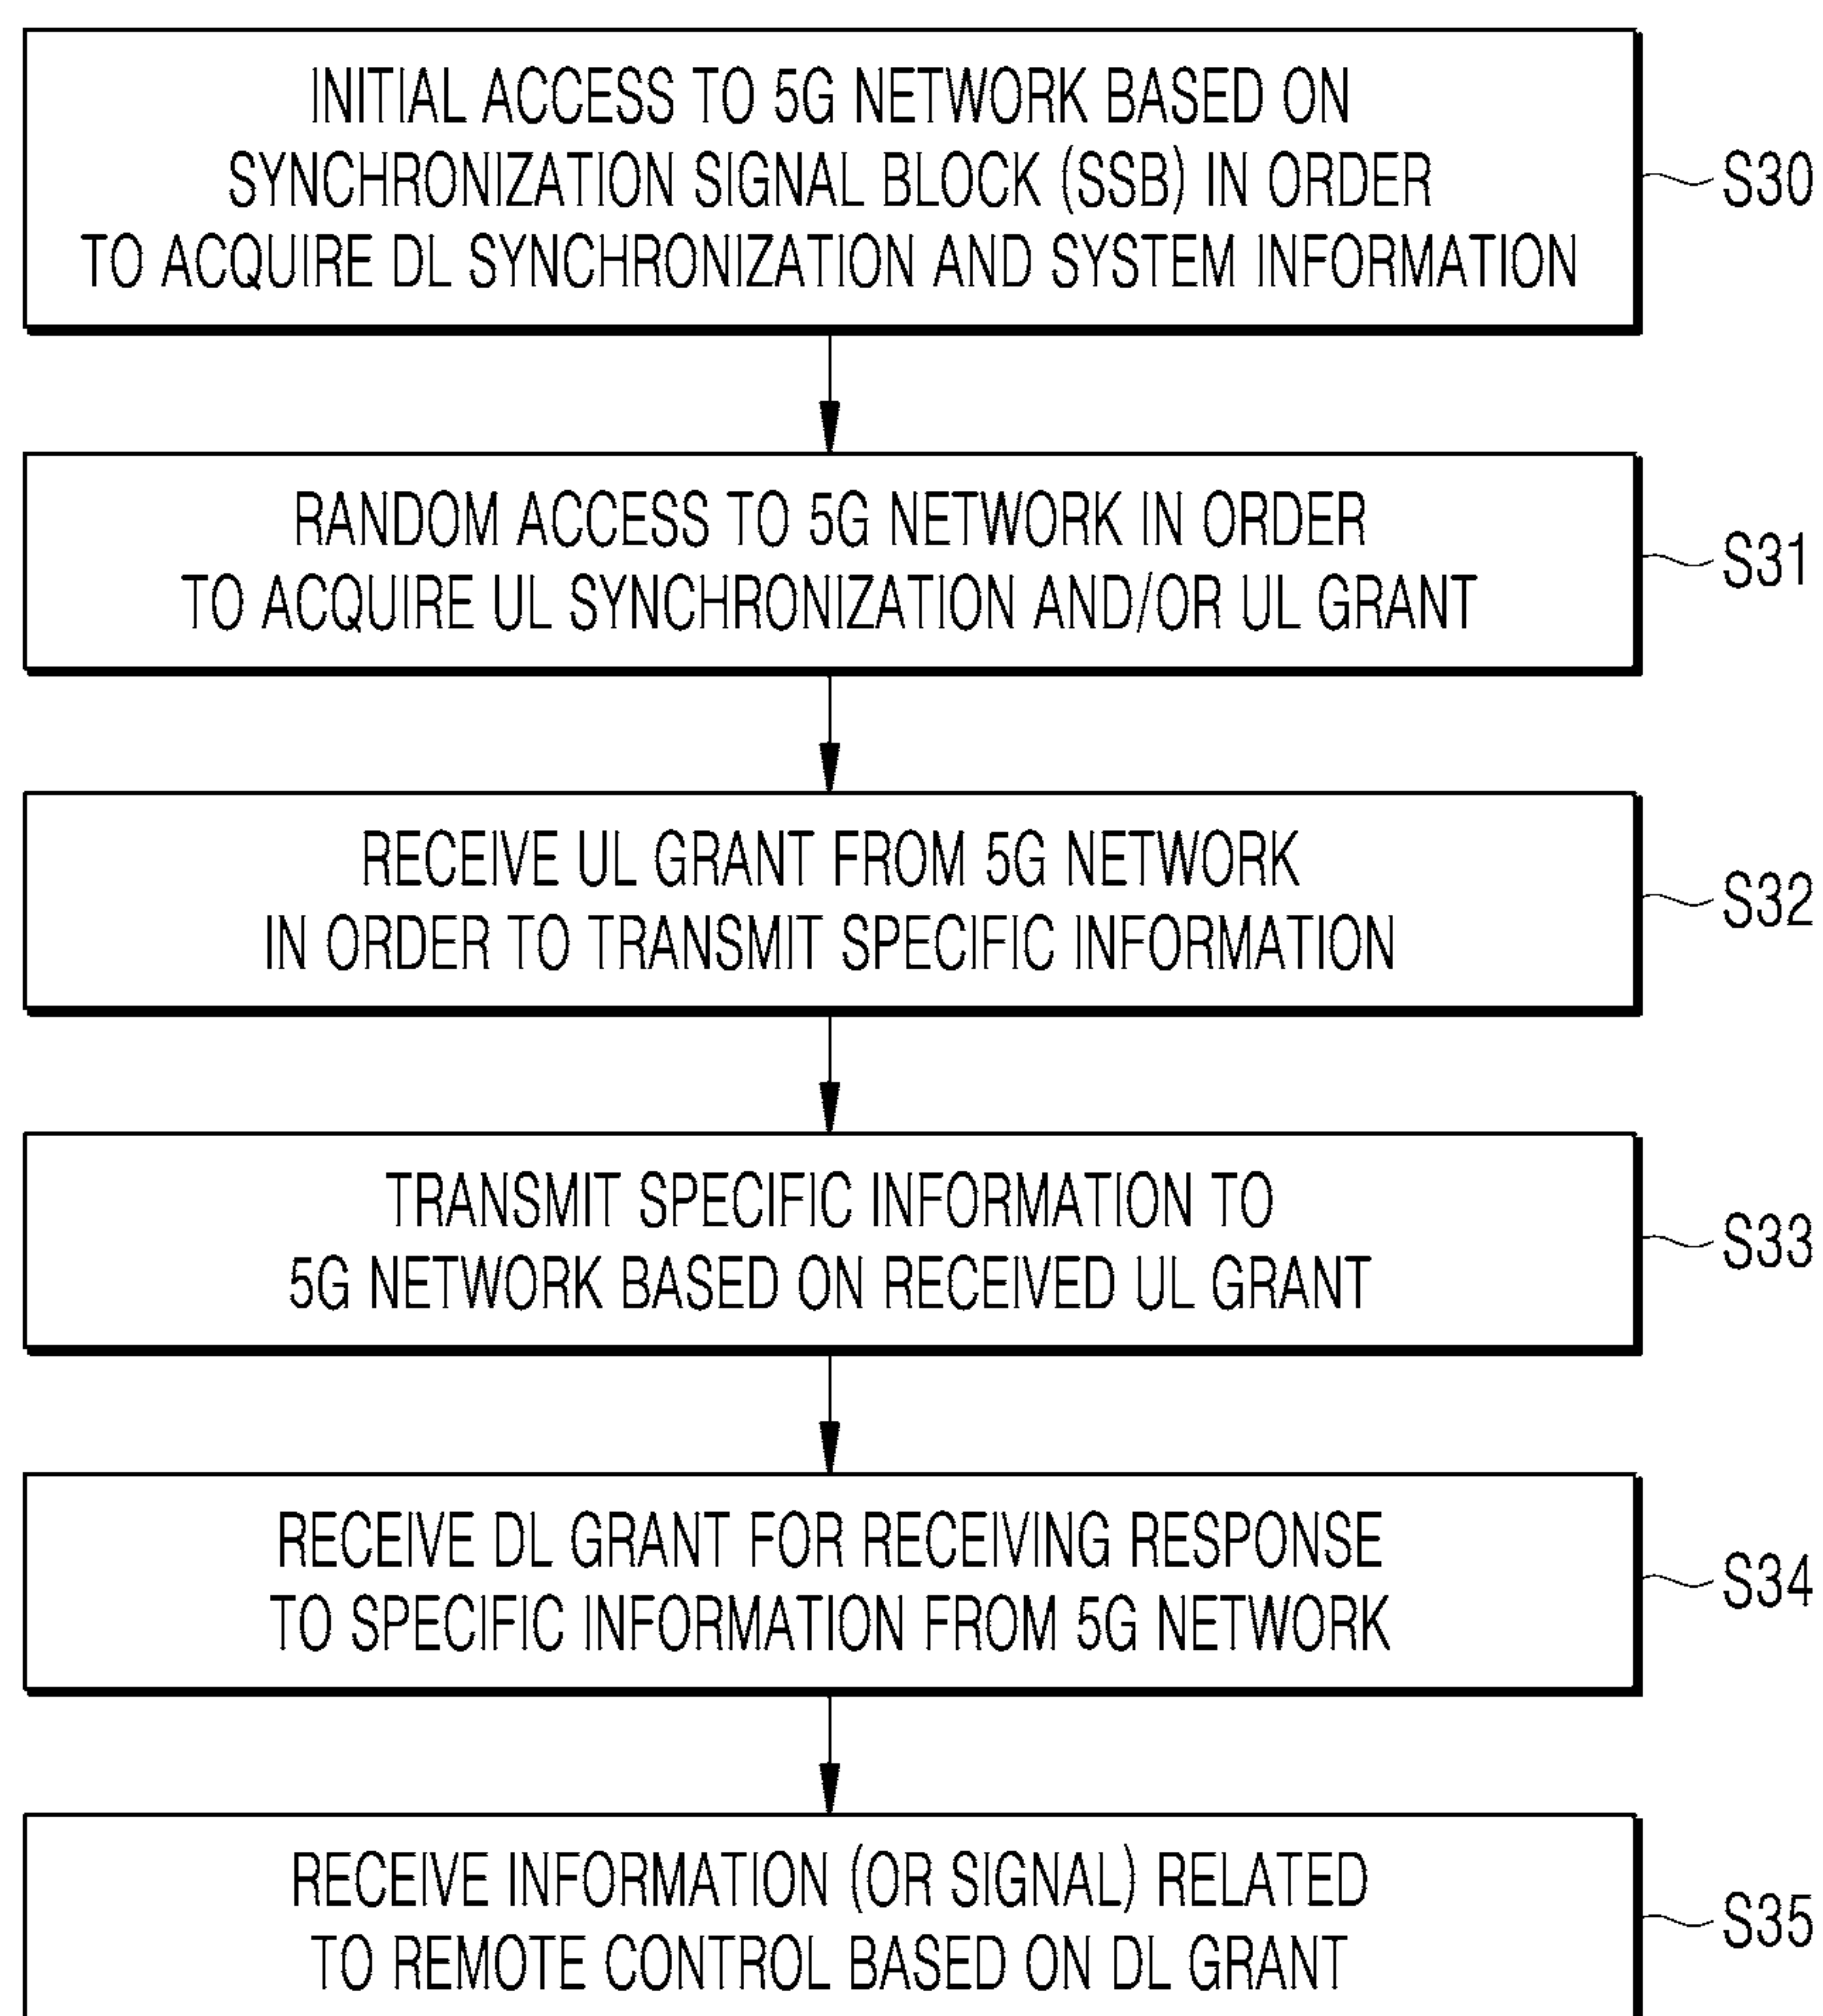 INITIAL ACCESS TO 5G NETWORK BASED ON
SYNCHRONIZATION SIGNAL BLOCK (SSB) IN ORDER
TO ACQUIRE DL SYNCHRONIZATION AND SYSTEM INFORMATION
S30
RANDOM ACCESS TO 5G NETWORK IN ORDER
TO ACQUIRE UL SYNCHRONIZATION AND/OR UL GRANT
S31
RECEIVE UL GRANT FROM 5G NETWORK
IN ORDER TO TRANSMIT SPECIFIC INFORMATION
S32
TRANSMIT SPECIFIC INFORMATION TO
5G NETWORK BASED ON RECEIVED UL GRANT
S33
RECEIVE DL GRANT FOR RECEIVING RESPONSE
TO SPECIFIC INFORMATION FROM 5G NETWORK
S34
RECEIVE INFORMATION (OR SIGNAL) RELATED
TO REMOTE CONTROL BASED ON DL GRANT
S35